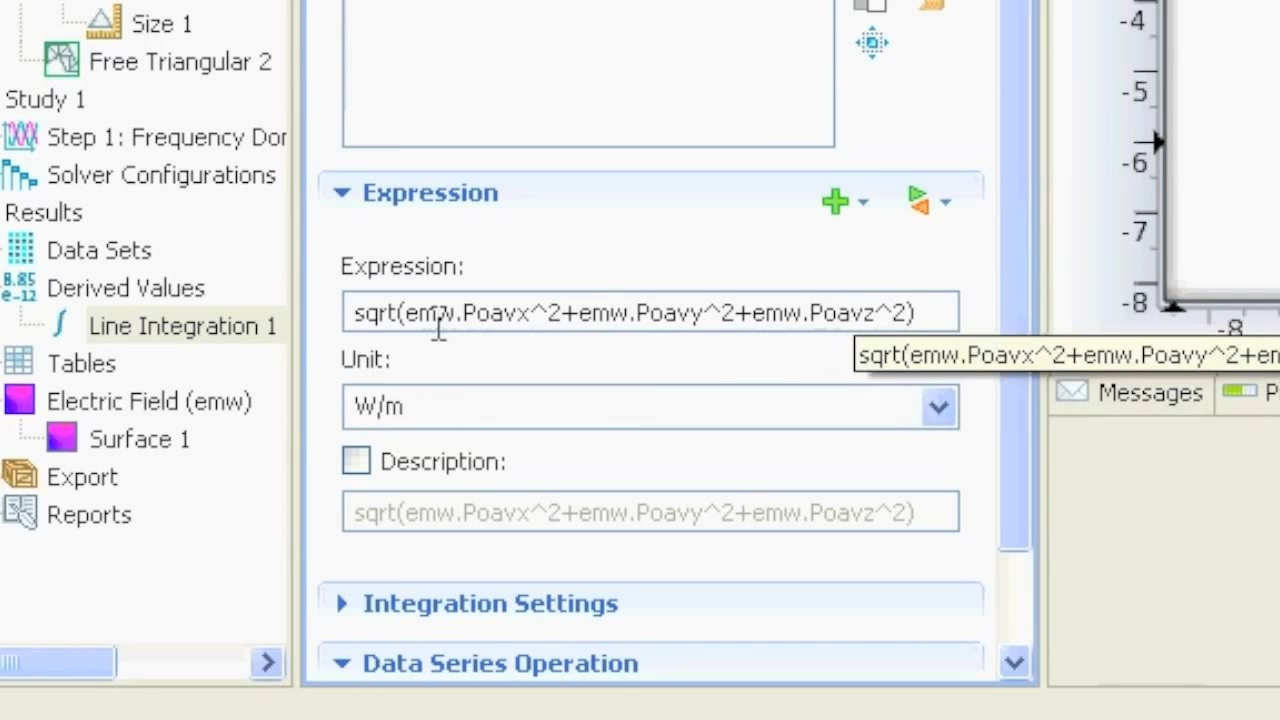 Size 1
Free Triangular 2
Study 1
Step 1: Frequency Dor
Solver Configurations
Results
Data Sets
8.85
e-12
Derived Values
Line Integration 1
Tables
Electric Field (emw)
Surface 1
Export
Reports
Expression
Expression:
sqrt(emw.Poavx^2+emw.Poavy^2+emw.Poavz^2)
Unit:
W/m
Description:
sqrt(emw.Poavx^2+emw.Poavy^2+emw.Poavz^2)
Integration Settings
Data Series Operation
-4
-5
-6
-7
-8
-8
sqrt(emw.Poavx^2+emw.Poavy^2+em
Messages
P